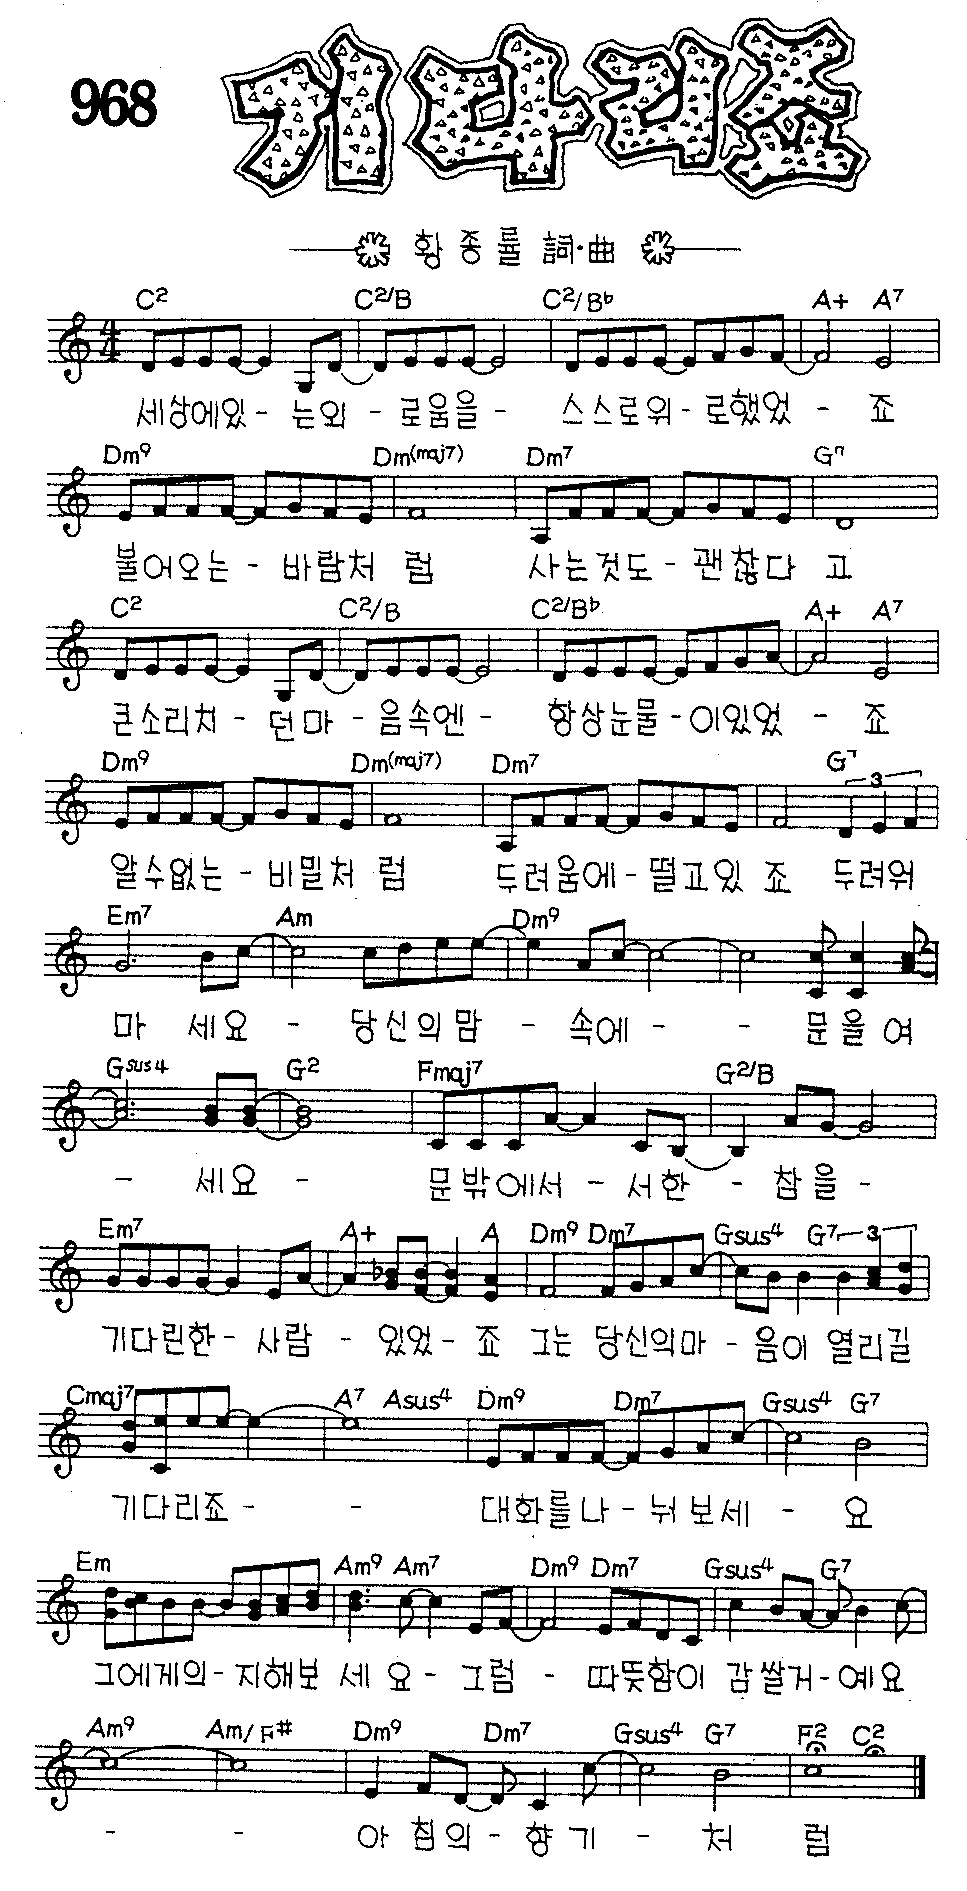 968
기다리죠
황종률 詞·曲
C2 C2/B C2/B♭ A+ A7
4 4
세상에있- 는외 - 로움을 - 스스로위-로했었 - 죠
Dm9 Dm(maj7) Dm7 G7
불어오는 - 바람처 럼 사는것도 - 괜찮다 고
C2 C2/B C2/B♭ A+ A7
큰소리치 - 던마 - 음속엔 - 항상눈물-이있었 - 죠
Dm9 Dm(maj7) Dm7 G7 3
알수없는 - 비밀처 럼 두려움에-떨고있 죠 두려워
Em7 Am Dm9
마 세요 - 당신의맘 - 속에 - - 문을 여
Gsus4 G2 Fmaj7 G2/B
- 세요 - 문밖에서 - 서한 - 참을 -
Em7 A+ A Dm9 Dm7 Gsus4 G7 3
기다린한 - 사람 - 있었- 죠 그는 당신의마 - 음이 열리길
Cmaj7 A7 Asus4 Dm9 Dm7 Gsus4 G7
기다리죠 - - 대화를나 - 눠 보세 - 요
Em Am9 Am7 Dm9 Dm7 Gsus4 G7
그에게의-지해보 세 요 - 그럼 - 따뜻함이 감쌀거-예요
Am9 Am/F# Dm9 Dm7 Gsus4 G7 F2 C2
- - 아 침의 - 향 기 - 처 럼